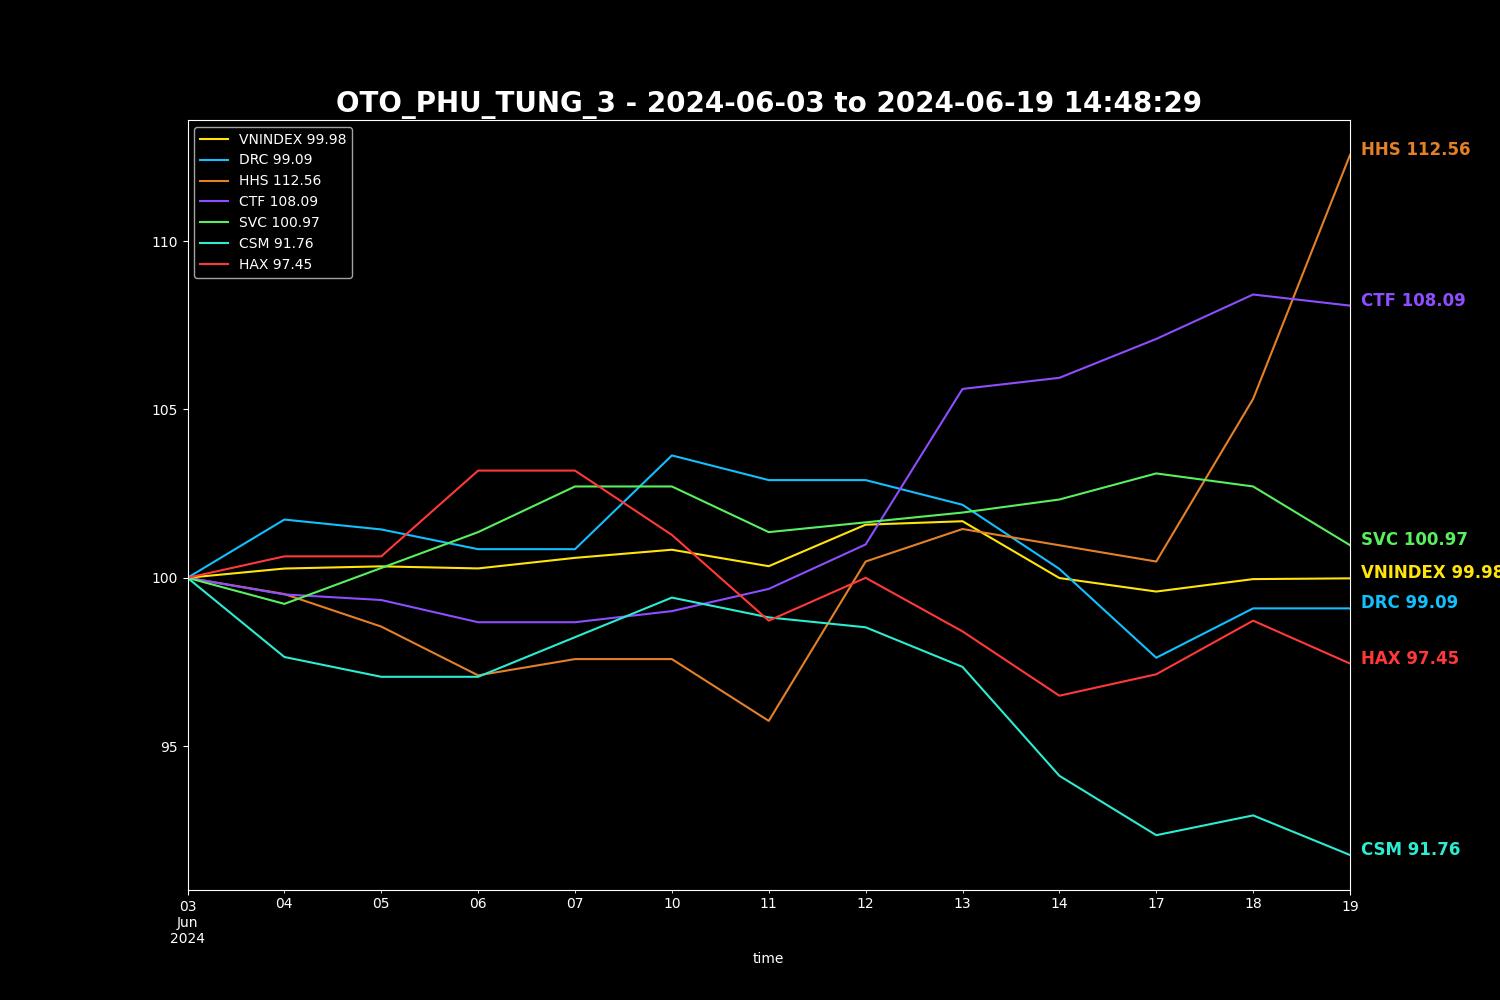 OTO_PHU_TUNG_3 - 2024-06-03 to 2024-06-19 14:48:29
VNINDEX 99.98
DRC 99.09
HHS 112.56
CTF 108.09
SVC 100.97
CSM 91.76
HAX 97.45
110
105
100
95
HHS 112.56
CTF 108.09
SVC 100.97
VNINDEX 99.98
DRC 99.09
HAX 97.45
CSM 91.76
03 04 05 06 07 10 11 12 13 14 17 18 19
Jun
2024
time